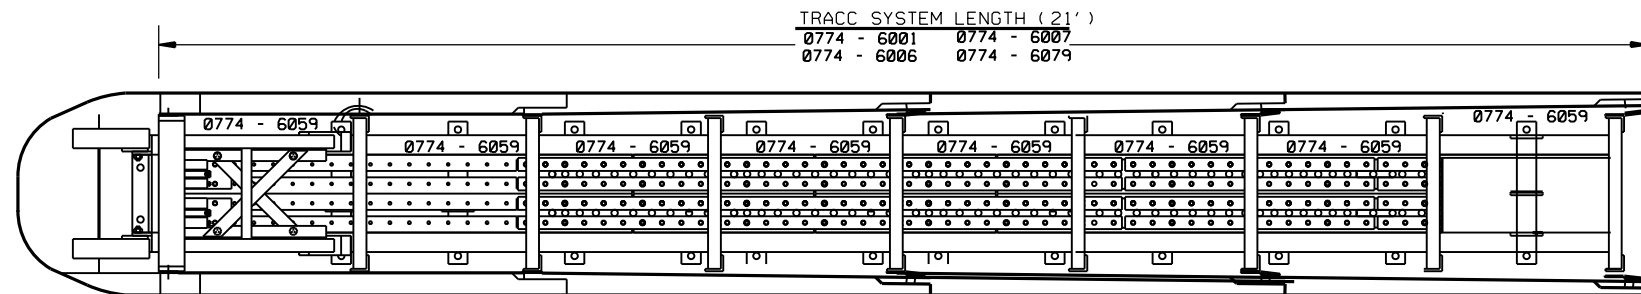 TRACC SYSTEM LENGTH (21')
0774 - 6001 0774 - 6007
0774 - 6006 0774 - 6079
0774 - 6059 0774 - 6059
0774 - 6059 0774 - 6059 0774 - 6059 0774 - 6059 0774 - 6059 0774 - 6059